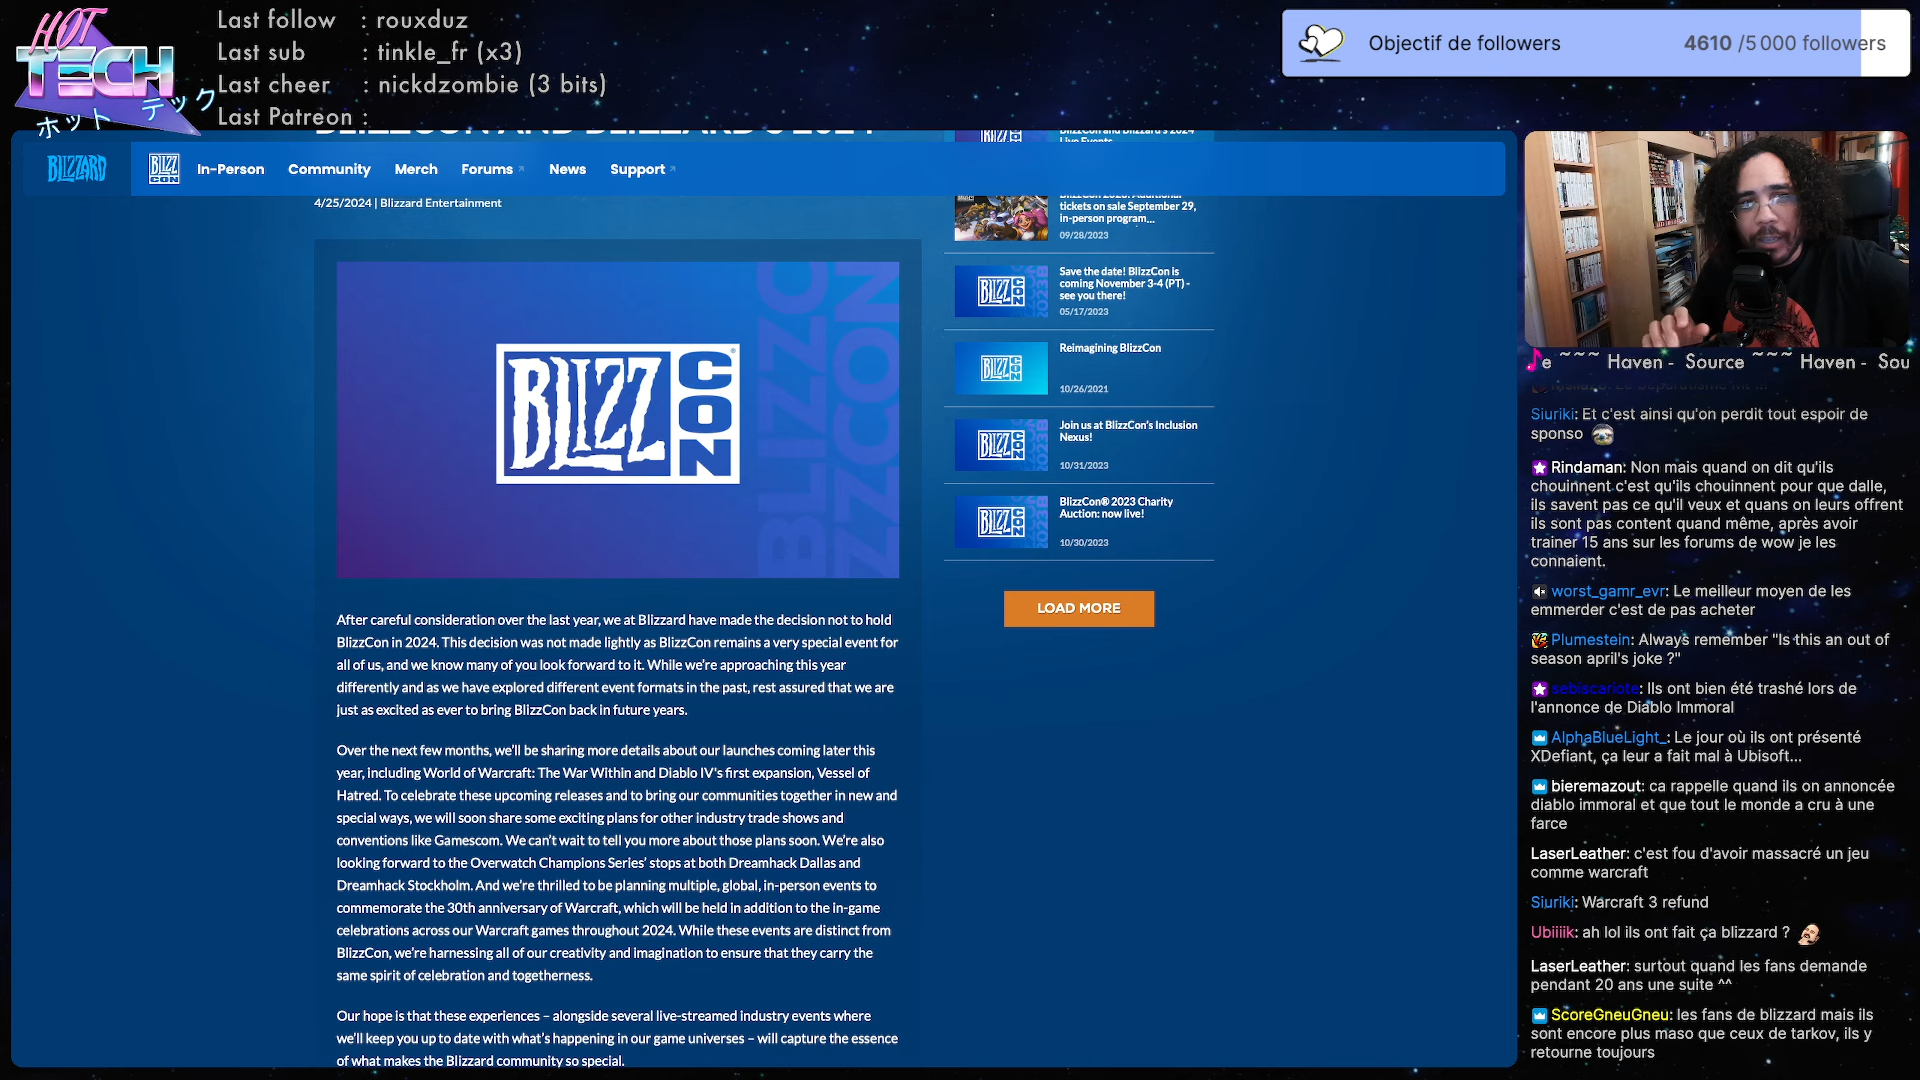 HOT
TECH
ホット テック
Last follow : rouxduz
Last sub : tinkle_fr (x3)
Last cheer : nickdzombie (3 bits)
Last Patreon :
Objectif de followers
4610 /5 000 followers
BLIZZCON AND BLIZZARD'S 2024
BLIZZARD
BLIZZ
CON
In-Person
Community
Merch
Forums
News
Support
4/25/2024 | Blizzard Entertainment
BLIZZ
CON
After careful consideration over the last year, we at Blizzard have made the decision not to hold
BlizzCon in 2024. This decision was not made lightly as BlizzCon remains a very special event for
all of us, and we know many of you look forward to it. While we're approaching this year
differently and as we have explored different event formats in the past, rest assured that we are
just as excited as ever to bring BlizzCon back in future years.
Over the next few months, we'll be sharing more details about our launches coming later this
year, including World of Warcraft: The War Within and Diablo IV's first expansion, Vessel of
Hatred. To celebrate these upcoming releases and to bring our communities together in new and
special ways, we will soon share some exciting plans for other industry trade shows and
conventions like Gamescom. We can't wait to tell you more about those plans soon. We're also
looking forward to the Overwatch Champions Series' stops at both Dreamhack Dallas and
Dreamhack Stockholm. And we're thrilled to be planning multiple, global, in-person events to
commemorate the 30th anniversary of Warcraft, which will be held in addition to the in-game
celebrations across our Warcraft games throughout 2024. While these events are distinct from
BlizzCon, we're harnessing all of our creativity and imagination to ensure that they carry the
same spirit of celebration and togetherness.
Our hope is that these experiences – alongside several live-streamed industry events where
we'll keep you up to date with what's happening in our game universes – will capture the essence
of what makes the Blizzard community so special.
BlizzCon and Blizzard's 2024
Live Events
BlizzCon 2023: Additional
tickets on sale September 29,
in-person program...
09/28/2023
Save the date! BlizzCon is
coming November 3-4 (PT) -
see you there!
05/17/2023
Reimagining BlizzCon
10/26/2021
Join us at BlizzCon's Inclusion
Nexus!
10/31/2023
BlizzCon® 2023 Charity
Auction: now live!
10/30/2023
LOAD MORE
e ~~~ Haven - Source ~~~ Haven - Sou
Siuriki: Et c'est ainsi qu'on perdit tout espoir de
sponso
Rindaman: Non mais quand on dit qu'ils
chouinnent c'est qu'ils chouinnent pour que dalle,
ils savent pas ce qu'il veux et quans on leurs offrent
ils sont pas content quand même, après avoir
trainer 15 ans sur les forums de wow je les
connaient.
worst_gamr_evr: Le meilleur moyen de les
emmerder c'est de pas acheter
Plumestein: Always remember "Is this an out of
season april's joke ?"
sebiscariote: Ils ont bien été trashé lors de
l'annonce de Diablo Immoral
AlphaBlueLight_: Le jour où ils ont présenté
XDefiant, ça leur a fait mal à Ubisoft...
bieremazout: ca rappelle quand ils on annoncée
diablo immoral et que tout le monde a cru à une
farce
LaserLeather: c'est fou d'avoir massacré un jeu
comme warcraft
Siuriki: Warcraft 3 refund
Ubiiiik: ah lol ils ont fait ça blizzard ?
LaserLeather: surtout quand les fans demande
pendant 20 ans une suite ^^
ScoreGneuGneu: les fans de blizzard mais ils
sont encore plus maso que ceux de tarkov, ils y
retourne toujours